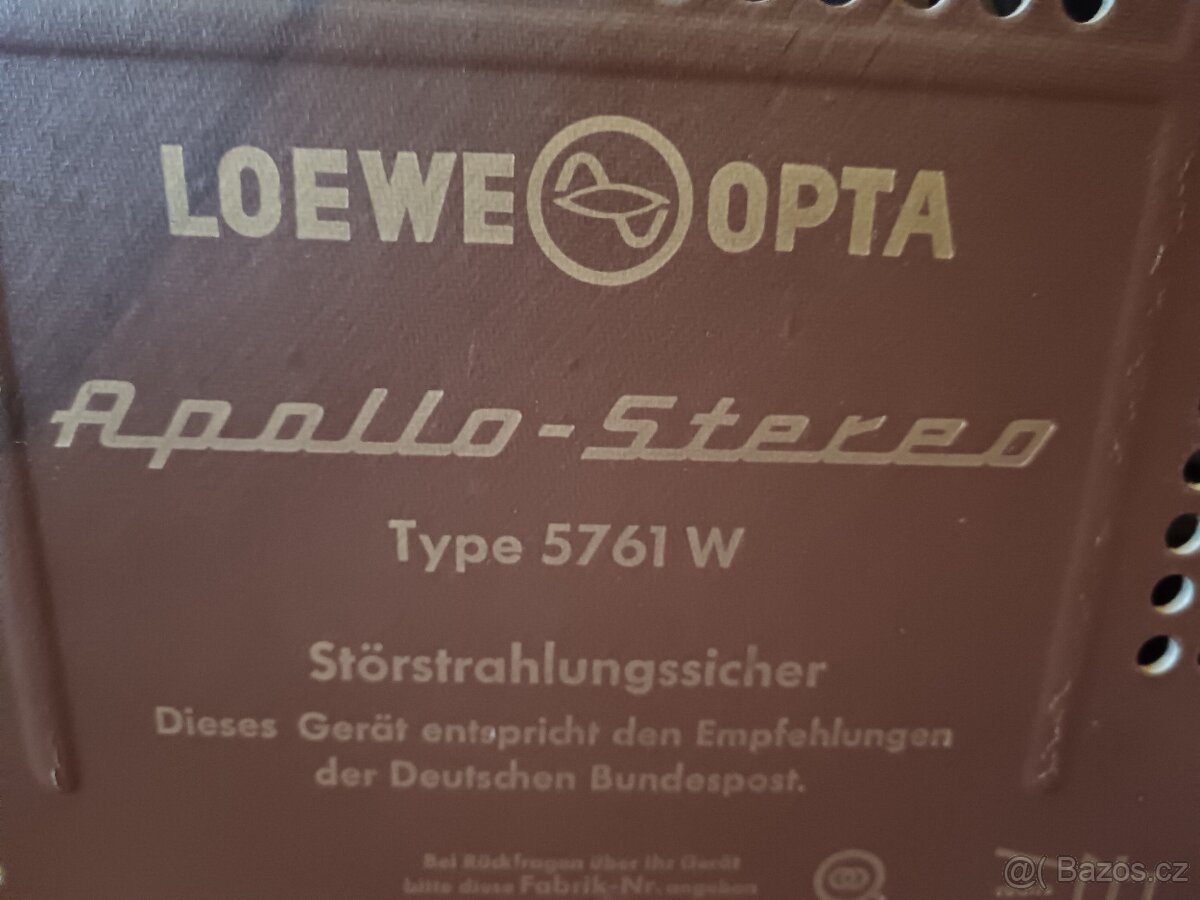 LOEWE OPTA
Apollo-Stereo
Type 5761 W
Störstrahlungssicher
Dieses Gerät entspricht den Empfehlungen
der Deutschen Bundespost.
Bei Rückfragen über Ihr Gerät
bitte diese Fabrik-Nr. angeben
@( Bazos.cz